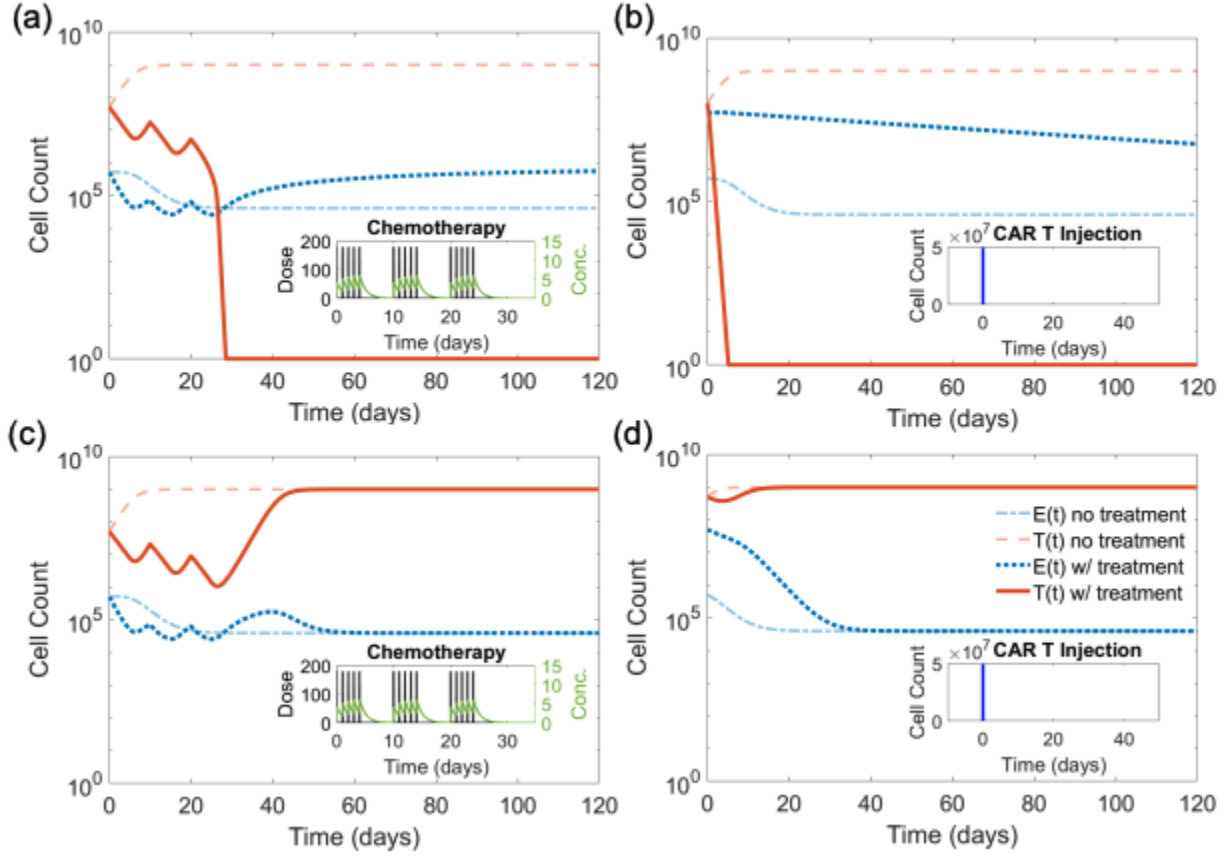 (a)
10^10
10^5
10^0
Cell Count
0 20 40 60 80 100 120
Time (days)
Chemotherapy
200
100
0
Dose
15
10
5
0
Conc.
0 10 20 30
Time (days)
(b)
10^10
10^5
10^0
Cell Count
0 20 40 60 80 100 120
Time (days)
×10^7 CAR T Injection
5
0
Cell Count
0 20 40
Time (days)
(c)
10^10
10^5
10^0
Cell Count
0 20 40 60 80 100 120
Time (days)
Chemotherapy
200
100
0
Dose
15
10
5
0
Conc.
0 10 20 30
Time (days)
(d)
10^10
10^5
10^0
Cell Count
0 20 40 60 80 100 120
Time (days)
E(t) no treatment
T(t) no treatment
E(t) w/ treatment
T(t) w/ treatment
×10^7 CAR T Injection
5
0
Cell Count
0 20 40
Time (days)